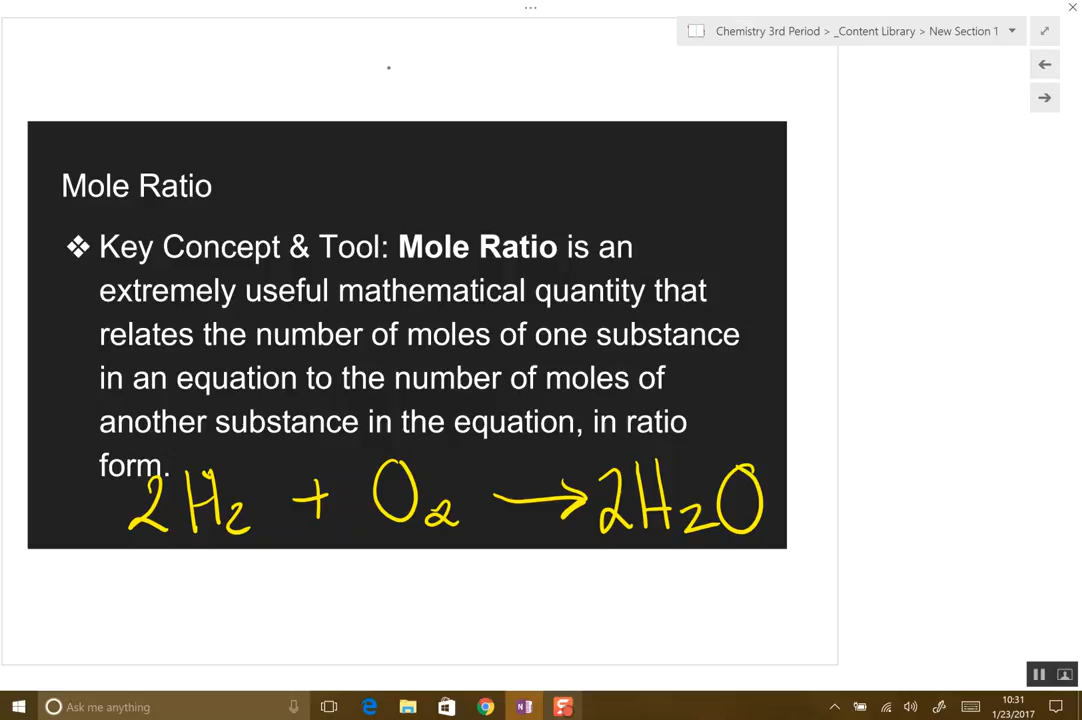 Chemistry 3rd Period > _Content Library > New Section 1
Mole Ratio
❖ Key Concept & Tool: Mole Ratio is an
extremely useful mathematical quantity that
relates the number of moles of one substance
in an equation to the number of moles of
another substance in the equation, in ratio
form.
2H₂ + O₂ → 2H₂O
Ask me anything
10:31
1/23/2017